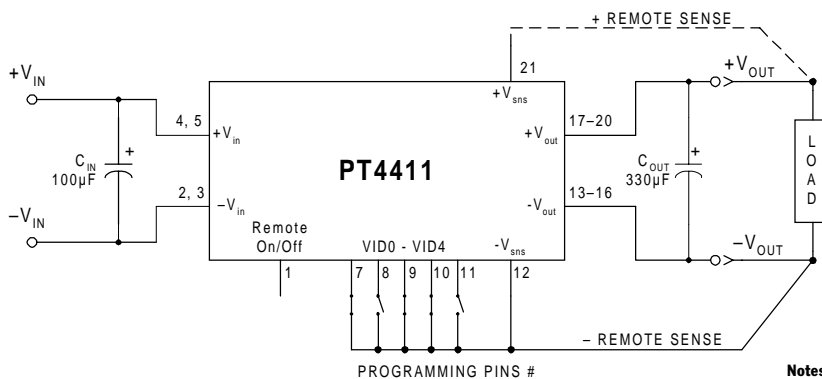 + REMOTE SENSE
21
+V_IN
+V_sns
+V_OUT
4, 5
17–20
+V_in
+V_out
+
+
C_IN
100µF
PT4411
C_OUT
330µF
LOAD
2, 3
13–16
–V_in
-V_out
–V_IN
Remote
On/Off
VID0 - VID4
-V_sns
–V_OUT
1
7
8
9
10
11
12
– REMOTE SENSE
PROGRAMMING PINS #
Notes